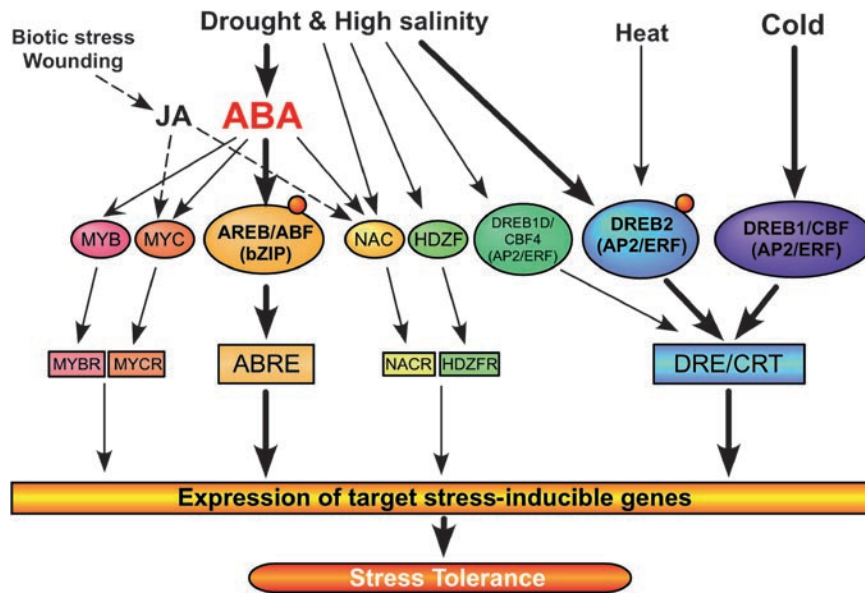 Drought & High salinity
Biotic stress
Wounding
Heat
Cold
JA
ABA
MYB
MYC
AREB/ABF
(bZIP)
NAC
HDZF
DREB1D/
CBF4
(AP2/ERF)
DREB2
(AP2/ERF)
DREB1/CBF
(AP2/ERF)
MYBR
MYCR
ABRE
NACR
HDZFR
DRE/CRT
Expression of target stress-inducible genes
Stress Tolerance